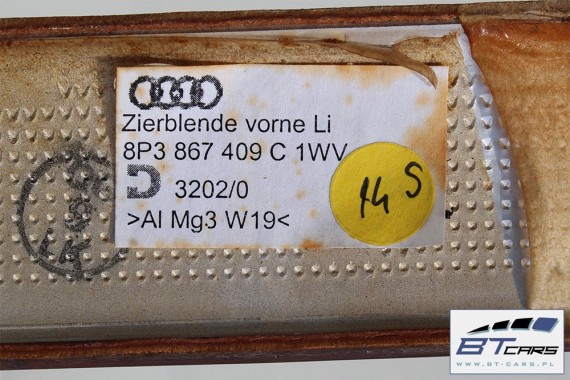 Zierblende vorne Li
8P3 867 409 C 1WV
3202/0
>Al Mg3 W19<
14 S
BT CARS
WWW.BT-CARS.PL